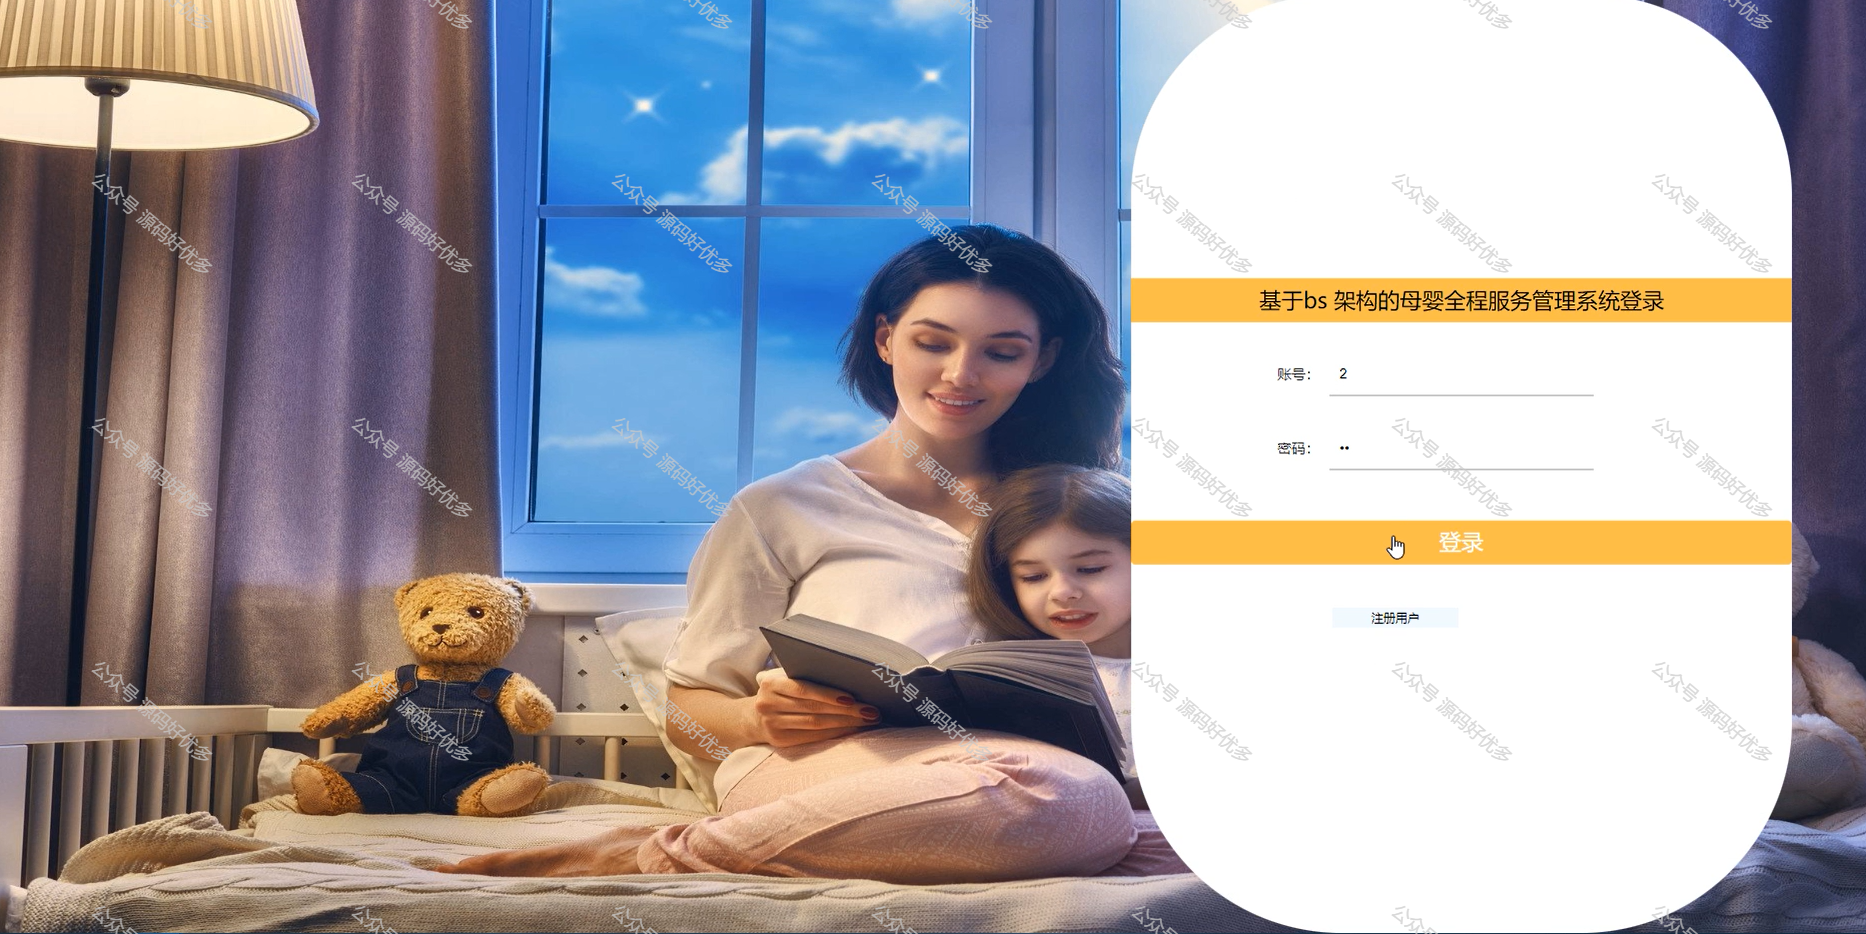 基于bs 架构的母婴全程服务管理系统登录
账号： 2
密码： ••
登录
注册用户
公众号 源码好优多